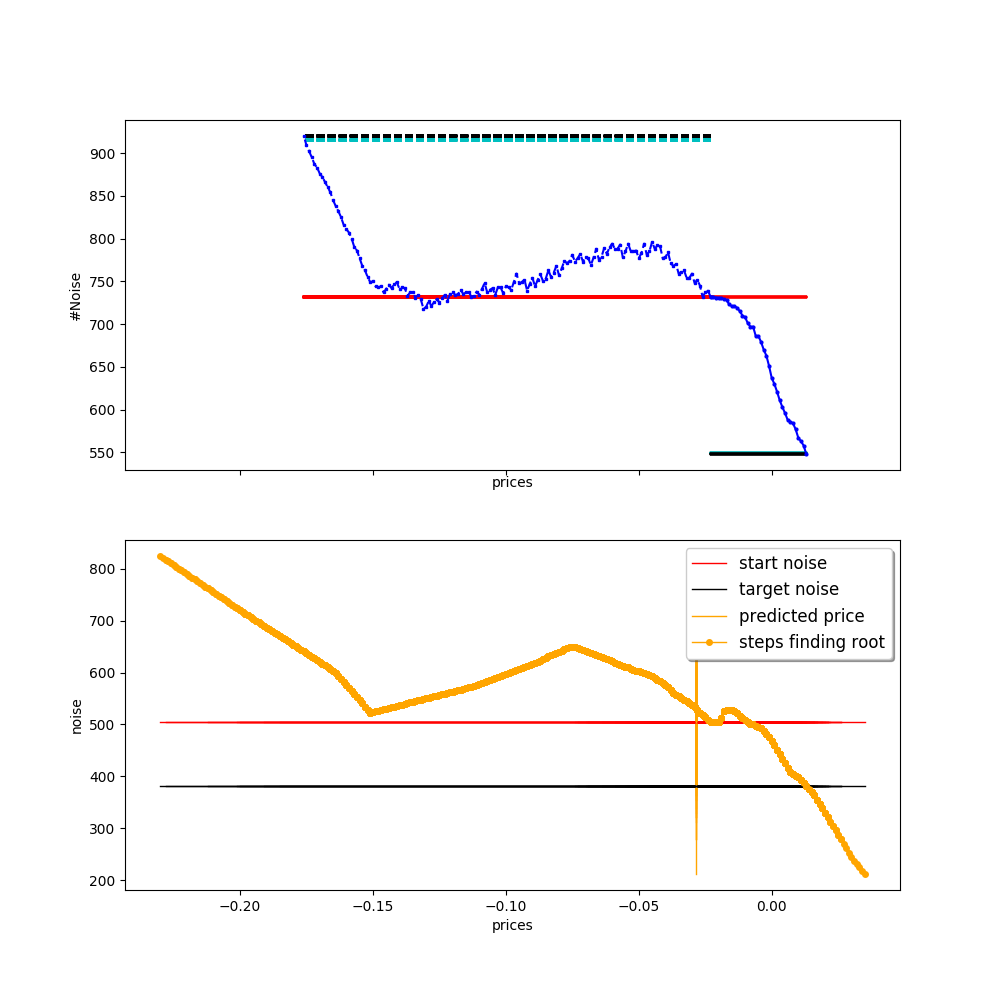 900
850
800
750
700
650
600
550
#Noise
prices
800
700
600
500
400
300
200
noise
start noise
target noise
predicted price
steps finding root
−0.20 −0.15 −0.10 −0.05 0.00
prices